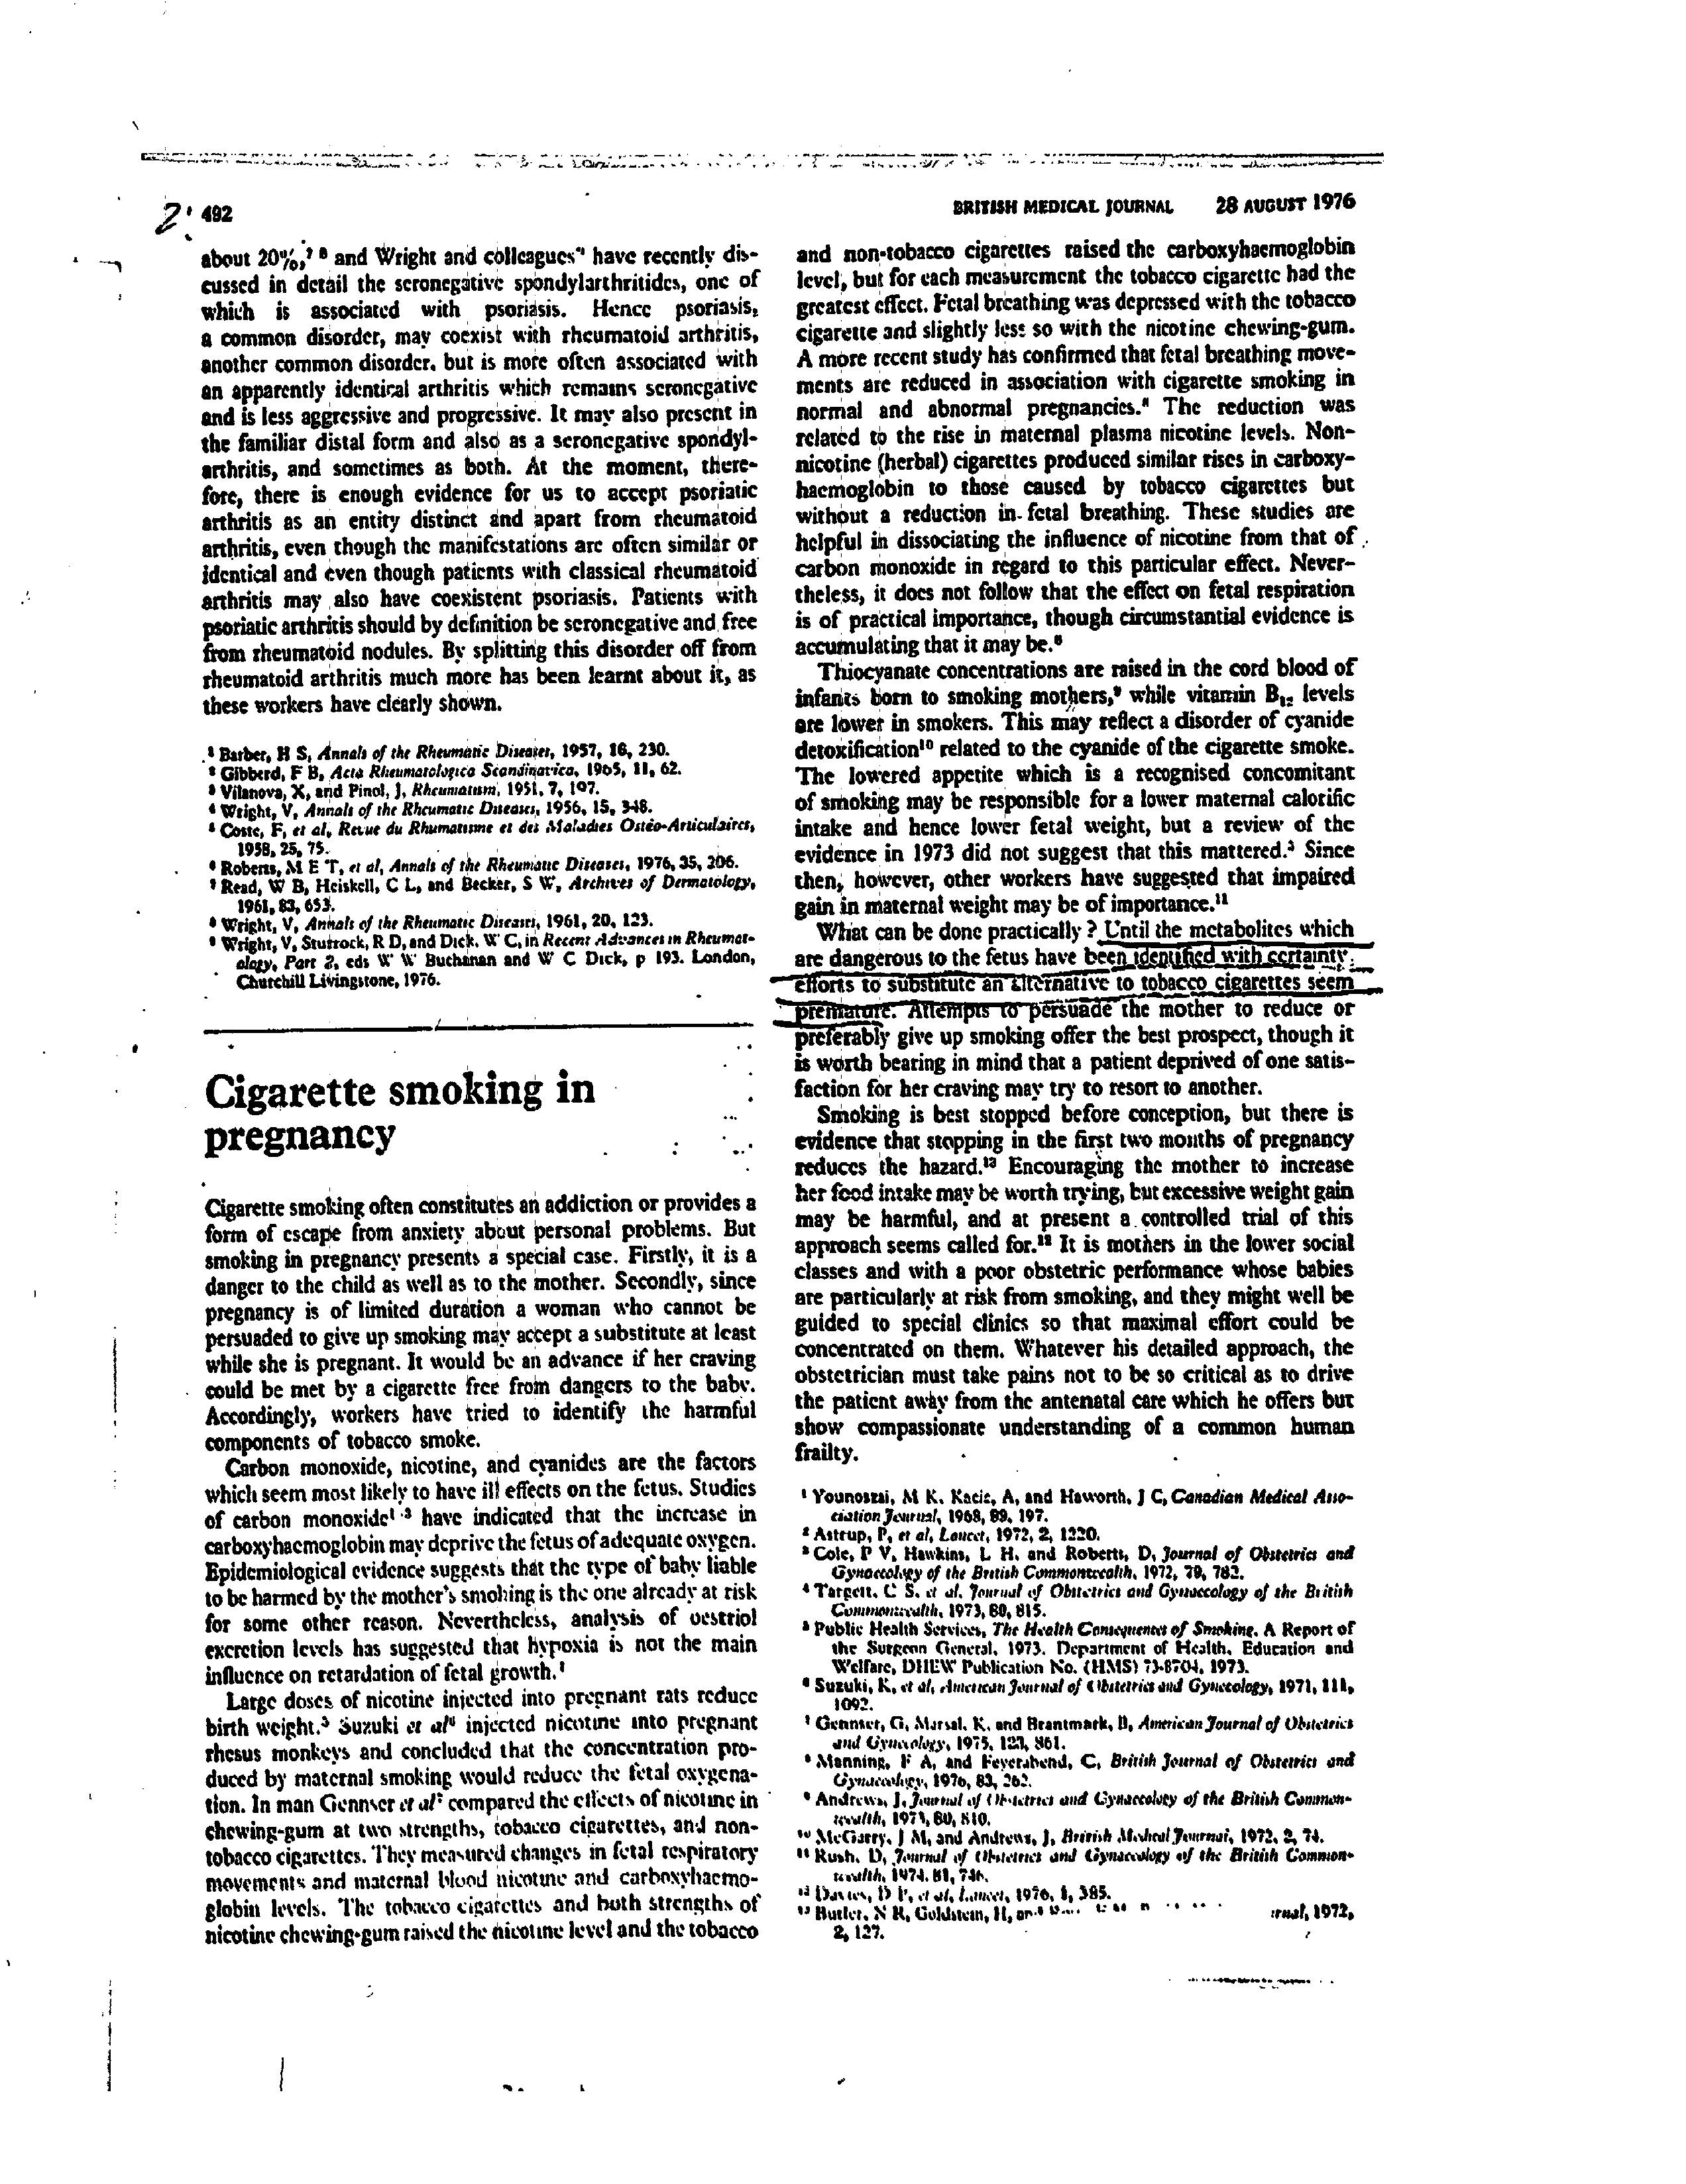 2. 492
BRITISH MEDICAL JOURNAL 28 AUGUST 1976
about 20%,⁷ ⁸ and Wright and colleagues⁹ have recently dis-
cussed in detail the seronegative spondylarthritides, one of
which is associated with psoriasis. Hence psoriasis,
a common disorder, may coexist with rheumatoid arthritis,
another common disorder, but is more often associated with
an apparently identical arthritis which remains seronegative
and is less aggressive and progressive. It may also present in
the familiar distal form and also as a seronegative spondyl-
arthritis, and sometimes as both. At the moment, there-
fore, there is enough evidence for us to accept psoriatic
arthritis as an entity distinct and apart from rheumatoid
arthritis, even though the manifestations are often similar or
identical and even though patients with classical rheumatoid
arthritis may also have coexistent psoriasis. Patients with
psoriatic arthritis should by definition be seronegative and free
from rheumatoid nodules. By splitting this disorder off from
rheumatoid arthritis much more has been learnt about it, as
these workers have clearly shown.
¹ Barber, H S, Annals of the Rheumatic Diseases, 1957, 16, 230.
² Gibberd, F B, Acta Rheumatologica Scandinavica, 1965, 11, 62.
³ Vilanova, X, and Pinol, J, Rheumatism, 1951, 7, 197.
⁴ Wright, V, Annals of the Rheumatic Diseases, 1956, 15, 348.
⁵ Coste, F, et al, Revue du Rhumatisme et des Maladies Ostéo-Articulaires,
1958, 25, 75.
⁶ Roberts, M E T, et al, Annals of the Rheumatic Diseases, 1976, 35, 206.
⁷ Read, W B, Heiskell, C L, and Becker, S W, Archives of Dermatology,
1961, 83, 653.
⁸ Wright, V, Annals of the Rheumatic Diseases, 1961, 20, 123.
⁹ Wright, V, Sturrock, R D, and Dick, W C, in Recent Advances in Rheumat-
ology, Part 2, eds W W Buchanan and W C Dick, p 193. London,
Churchill Livingstone, 1976.
Cigarette smoking in
pregnancy
Cigarette smoking often constitutes an addiction or provides a
form of escape from anxiety about personal problems. But
smoking in pregnancy presents a special case. Firstly, it is a
danger to the child as well as to the mother. Secondly, since
pregnancy is of limited duration a woman who cannot be
persuaded to give up smoking may accept a substitute at least
while she is pregnant. It would be an advance if her craving
could be met by a cigarette free from dangers to the baby.
Accordingly, workers have tried to identify the harmful
components of tobacco smoke.
Carbon monoxide, nicotine, and cyanides are the factors
which seem most likely to have ill effects on the fetus. Studies
of carbon monoxide¹⁻³ have indicated that the increase in
carboxyhaemoglobin may deprive the fetus of adequate oxygen.
Epidemiological evidence suggests that the type of baby liable
to be harmed by the mother's smoking is the one already at risk
for some other reason. Nevertheless, analysis of oestriol
excretion levels has suggested that hypoxia is not the main
influence on retardation of fetal growth.⁴
Large doses of nicotine injected into pregnant rats reduce
birth weight.⁵ Suzuki et al⁶ injected nicotine into pregnant
rhesus monkeys and concluded that the concentration pro-
duced by maternal smoking would reduce the fetal oxygena-
tion. In man Gennser et al⁷ compared the effects of nicotine in
chewing-gum at two strengths, tobacco cigarettes, and non-
tobacco cigarettes. They measured changes in fetal respiratory
movements and maternal blood nicotine and carboxyhaemo-
globin levels. The tobacco cigarettes and both strengths of
nicotine chewing-gum raised the nicotine level and the tobacco
and non-tobacco cigarettes raised the carboxyhaemoglobin
level, but for each measurement the tobacco cigarette had the
greatest effect. Fetal breathing was depressed with the tobacco
cigarette and slightly less so with the nicotine chewing-gum.
A more recent study has confirmed that fetal breathing move-
ments are reduced in association with cigarette smoking in
normal and abnormal pregnancies.⁸ The reduction was
related to the rise in maternal plasma nicotine levels. Non-
nicotine (herbal) cigarettes produced similar rises in carboxy-
haemoglobin to those caused by tobacco cigarettes but
without a reduction in fetal breathing. These studies are
helpful in dissociating the influence of nicotine from that of
carbon monoxide in regard to this particular effect. Never-
theless, it does not follow that the effect on fetal respiration
is of practical importance, though circumstantial evidence is
accumulating that it may be.⁸
Thiocyanate concentrations are raised in the cord blood of
infants born to smoking mothers,⁹ while vitamin B₁₂ levels
are lower in smokers. This may reflect a disorder of cyanide
detoxification¹⁰ related to the cyanide of the cigarette smoke.
The lowered appetite which is a recognised concomitant
of smoking may be responsible for a lower maternal calorific
intake and hence lower fetal weight, but a review of the
evidence in 1973 did not suggest that this mattered.⁵ Since
then, however, other workers have suggested that impaired
gain in maternal weight may be of importance.¹¹
What can be done practically? Until the metabolites which
are dangerous to the fetus have been identified with certainty
efforts to substitute an alternative to tobacco cigarettes seem
premature. Attempts to persuade the mother to reduce or
preferably give up smoking offer the best prospect, though it
is worth bearing in mind that a patient deprived of one satis-
faction for her craving may try to resort to another.
Smoking is best stopped before conception, but there is
evidence that stopping in the first two months of pregnancy
reduces the hazard.¹³ Encouraging the mother to increase
her food intake may be worth trying, but excessive weight gain
may be harmful, and at present a controlled trial of this
approach seems called for.¹² It is mothers in the lower social
classes and with a poor obstetric performance whose babies
are particularly at risk from smoking, and they might well be
guided to special clinics so that maximal effort could be
concentrated on them. Whatever his detailed approach, the
obstetrician must take pains not to be so critical as to drive
the patient away from the antenatal care which he offers but
show compassionate understanding of a common human
frailty.
¹ Younoszai, M K, Kacic, A, and Haworth, J C, Canadian Medical Asso-
ciation Journal, 1968, 99, 197.
² Astrup, P, et al, Lancet, 1972, 2, 1220.
³ Cole, P V, Hawkins, L H, and Roberts, D, Journal of Obstetrics and
Gynaecology of the British Commonwealth, 1972, 79, 782.
⁴ Targett, C S, et al, Journal of Obstetrics and Gynaecology of the British
Commonwealth, 1973, 80, 815.
⁵ Public Health Services, The Health Consequences of Smoking, A Report of
the Surgeon General, 1973. Department of Health, Education and
Welfare, DHEW Publication No. (HMS) 73-8704, 1973.
⁶ Suzuki, K, et al, American Journal of Obstetrics and Gynecology, 1971, 111,
1092.
⁷ Gennser, G, Marsal, K, and Brantmark, B, American Journal of Obstetrics
and Gynecology, 1975, 123, 861.
⁸ Manning, F A, and Feyerabend, C, British Journal of Obstetrics and
Gynaecology, 1976, 83, 262.
⁹ Andrews, J, Journal of Obstetrics and Gynaecology of the British Common-
wealth, 1973, 80, 810.
¹⁰ McGarry, J M, and Andrews, J, British Medical Journal, 1972, 2, 74.
¹¹ Rush, D, Journal of Obstetrics and Gynaecology of the British Common-
wealth, 1974, 81, 746.
¹² Davies, D P, et al, Lancet, 1976, 1, 385.
¹³ Butler, N R, Goldstein, H, and 1972,
2, 127.